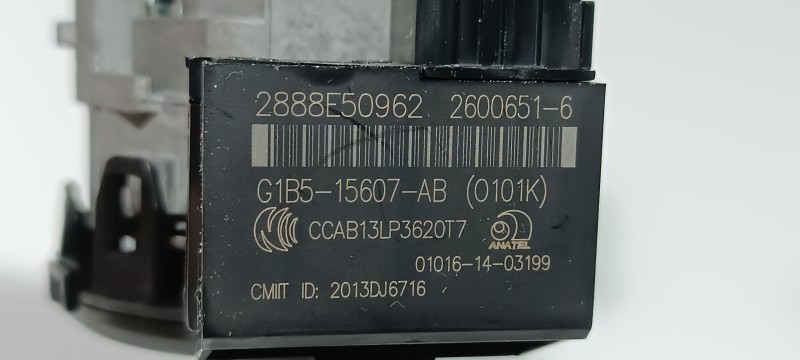 2888E50962 2600651-6
G1B5-15607-AB (0101K)
CCAB13LP3620T7 ANATEL
01016-14-03199
CMIIT ID: 2013DJ6716